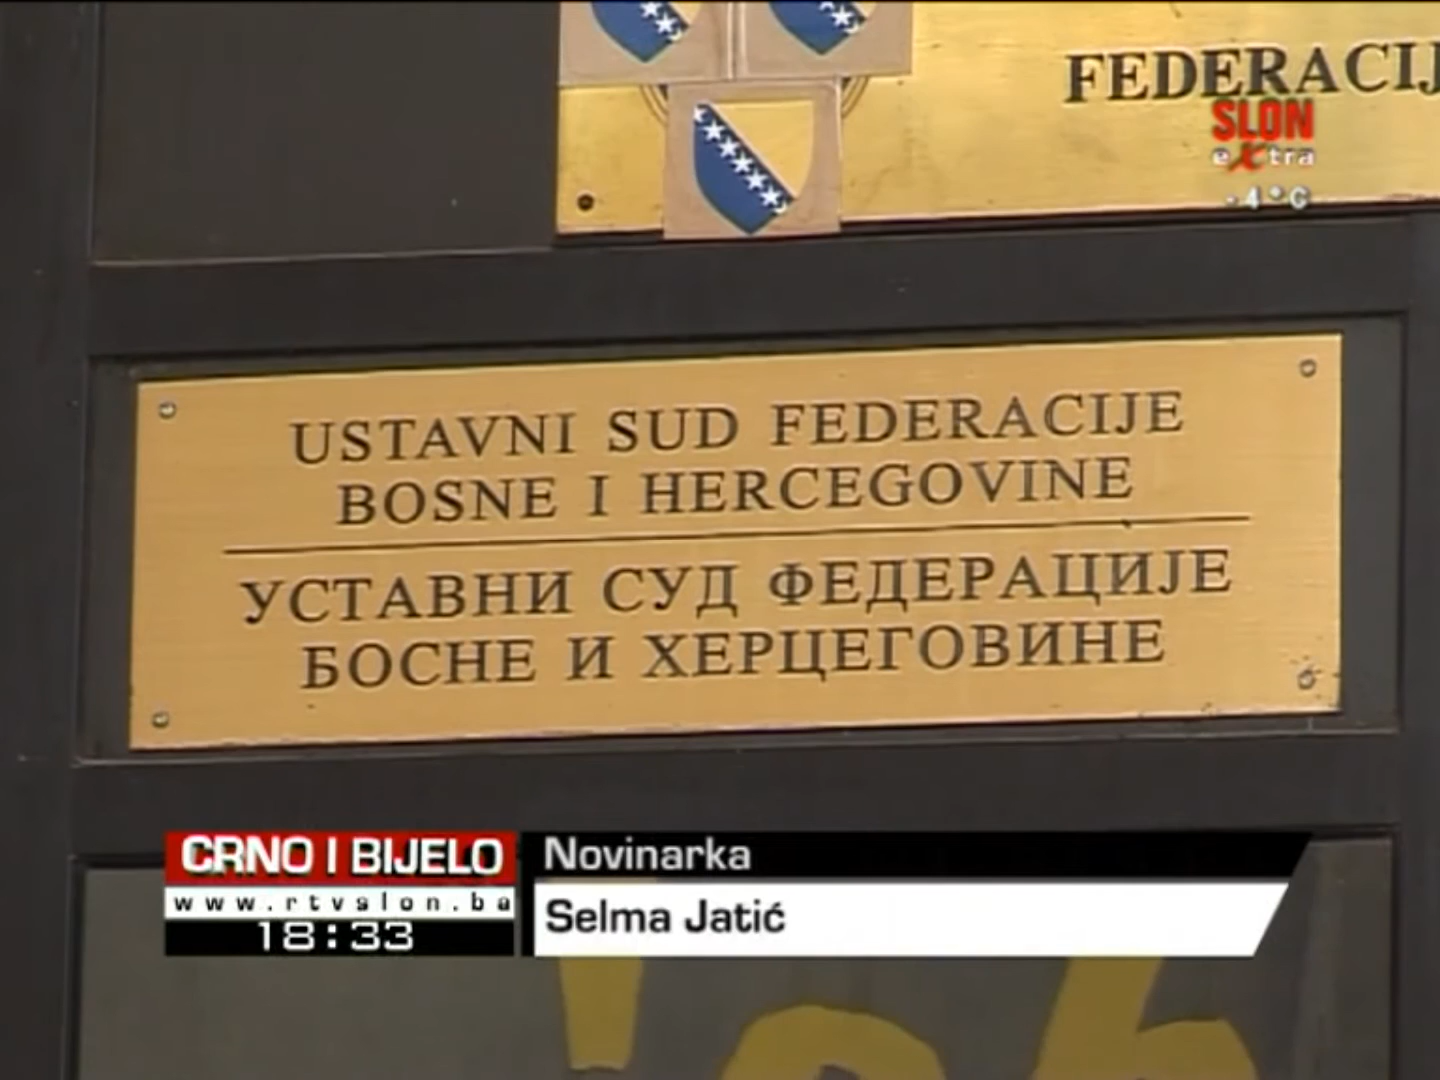 FEDERACIJ
SLON
extra
-4°C
USTAVNI SUD FEDERACIJE
BOSNE I HERCEGOVINE
УСТАВНИ СУД ФЕДЕРАЦИЈЕ
БОСНЕ И ХЕРЦЕГОВИНЕ
CRNO I BIJELO
www.rtvslon.ba
18:33
Novinarka
Selma Jatić